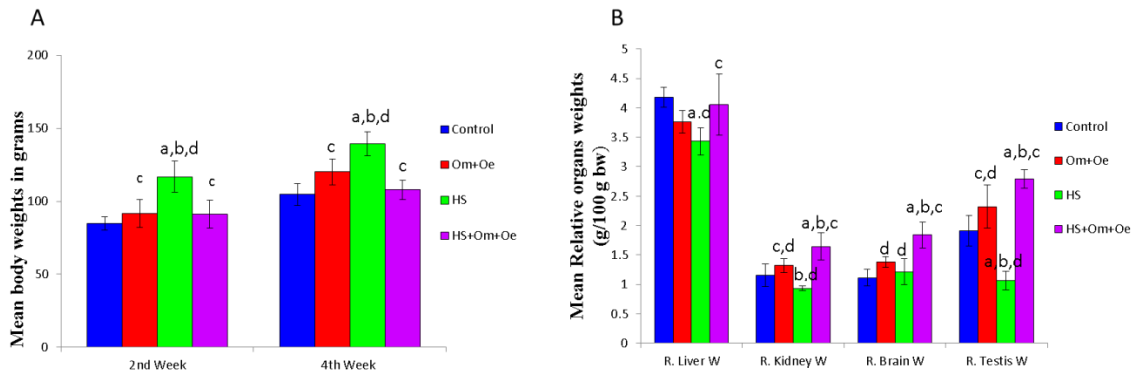 A
Mean body weights in grams
200
150
100
50
0
c
a,b,d
c
c
a,b,d
c
2nd Week
4th Week
Control
Om+Oe
HS
HS+Om+Oe
B
Mean Relative organs weights
(g/100 g bw)
5
4.5
4
3.5
3
2.5
2
1.5
1
0.5
0
a.d
c
c,d
b.d
a,b,c
d
d
a,b,c
c,d
a,b,d
a,b,c
R. Liver W
R. Kidney W
R. Brain W
R. Testis W
Control
Om+Oe
HS
HS+Om+Oe